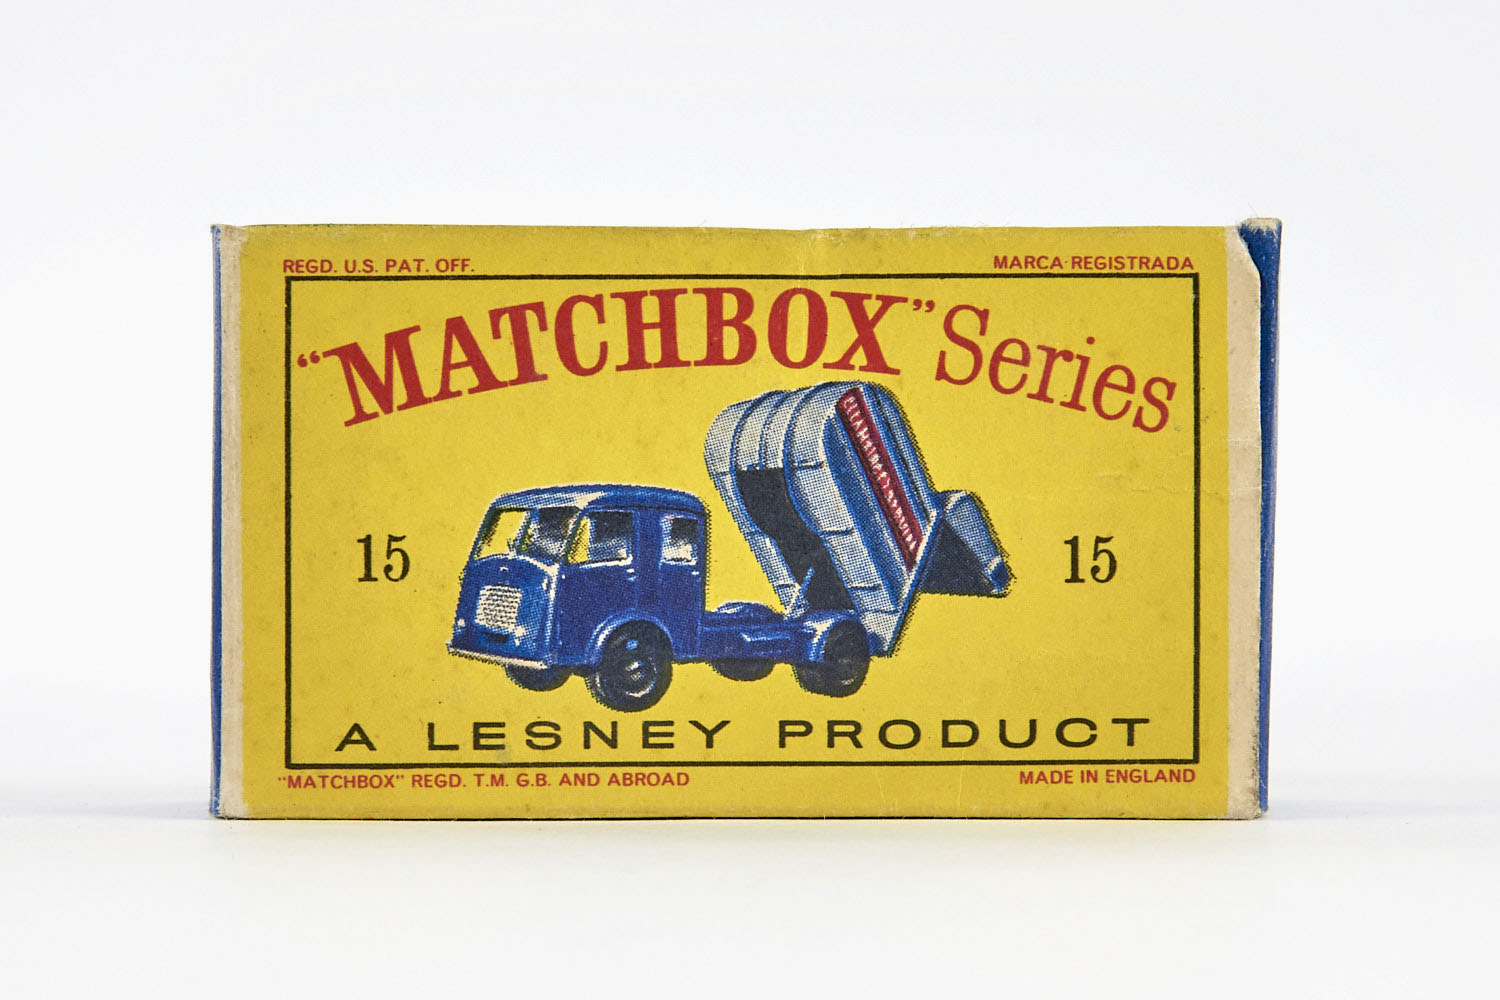 REGD. U.S. PAT. OFF.
MARCA REGISTRADA
"MATCHBOX" Series
15
15
A LESNEY PRODUCT
"MATCHBOX" REGD. T.M. G.B. AND ABROAD
MADE IN ENGLAND